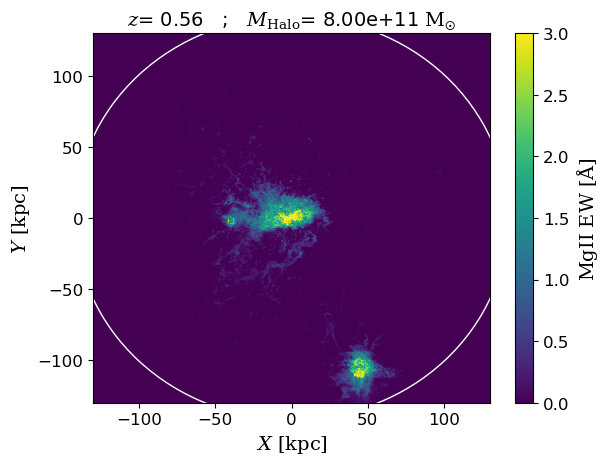 z= 0.56 ; M_Halo= 8.00e+11 M_⊙
100
50
0
−50
−100
Y [kpc]
−100 −50 0 50 100
X [kpc]
3.0
2.5
2.0
1.5
1.0
0.5
0.0
MgII EW [Å]